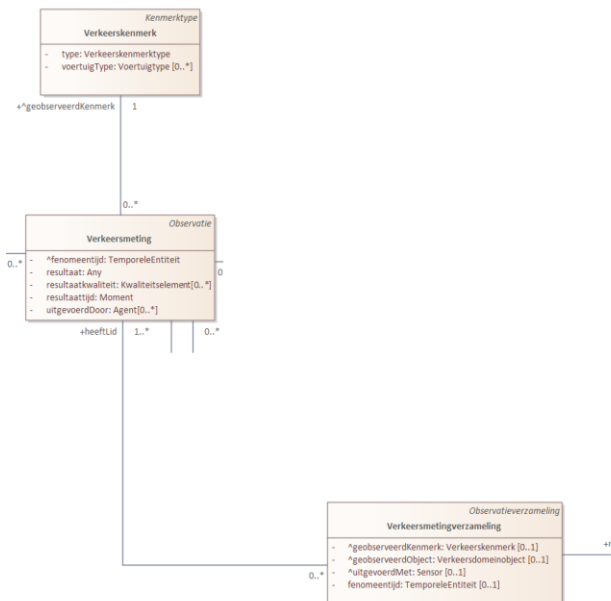 Kenmerktype
Verkeerskenmerk
- type: Verkeerskenmerktype
- voertuigType: Voertuigtype [0..*]
+^geobserveerdKenmerk 1
0..*
Observatie
Verkeersmeting
0..*
- ^fenomeentijd: TemporeleEntiteit
- resultaat: Any
- resultaatkwaliteit: Kwaliteitselement[0..*]
- resultaattijd: Moment
- uitgevoerdDoor: Agent[0..*]
0
+heeftLid 1..* 0..*
Observatieverzameling
Verkeersmetingverzameling
- ^geobserveerdKenmerk: Verkeerskenmerk [0..1]
- ^geobserveerdObject: Verkeersdomeinobject [0..1]
- ^uitgevoerdMet: Sensor [0..1]
- fenomeentijd: TemporeleEntiteit [0..1]
0..*